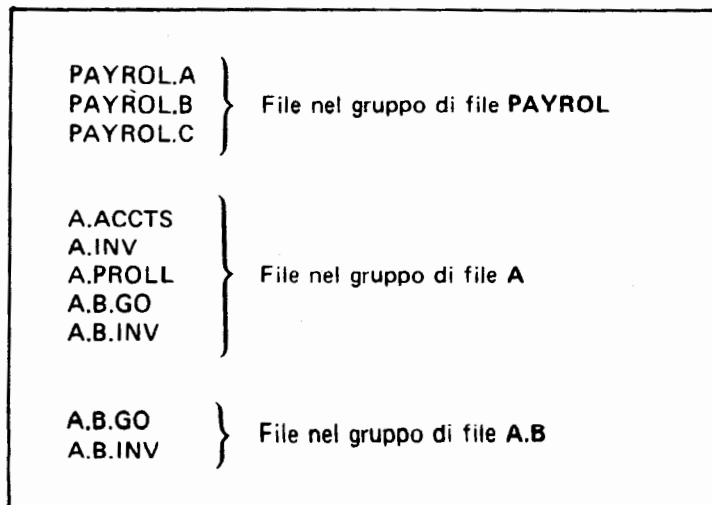 PAYROL.A
PAYROL.B
PAYROL.C
File nel gruppo di file PAYROL
A.ACCTS
A.INV
A.PROLL
A.B.GO
A.B.INV
File nel gruppo di file A
A.B.GO
A.B.INV
File nel gruppo di file A.B